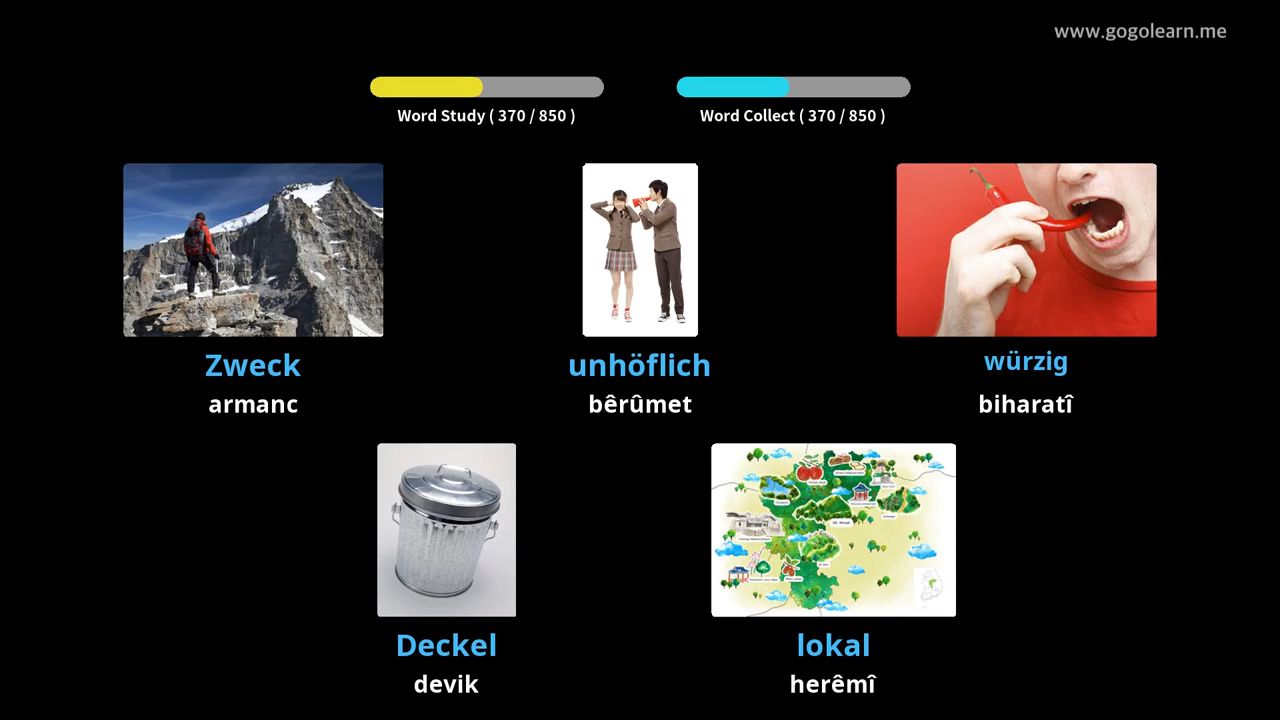 www.gogolearn.me
Word Study ( 370 / 850 )
Word Collect ( 370 / 850 )
Zweck
armanc
unhöflich
bêrûmet
würzig
biharatî
Deckel
devik
lokal
herêmî